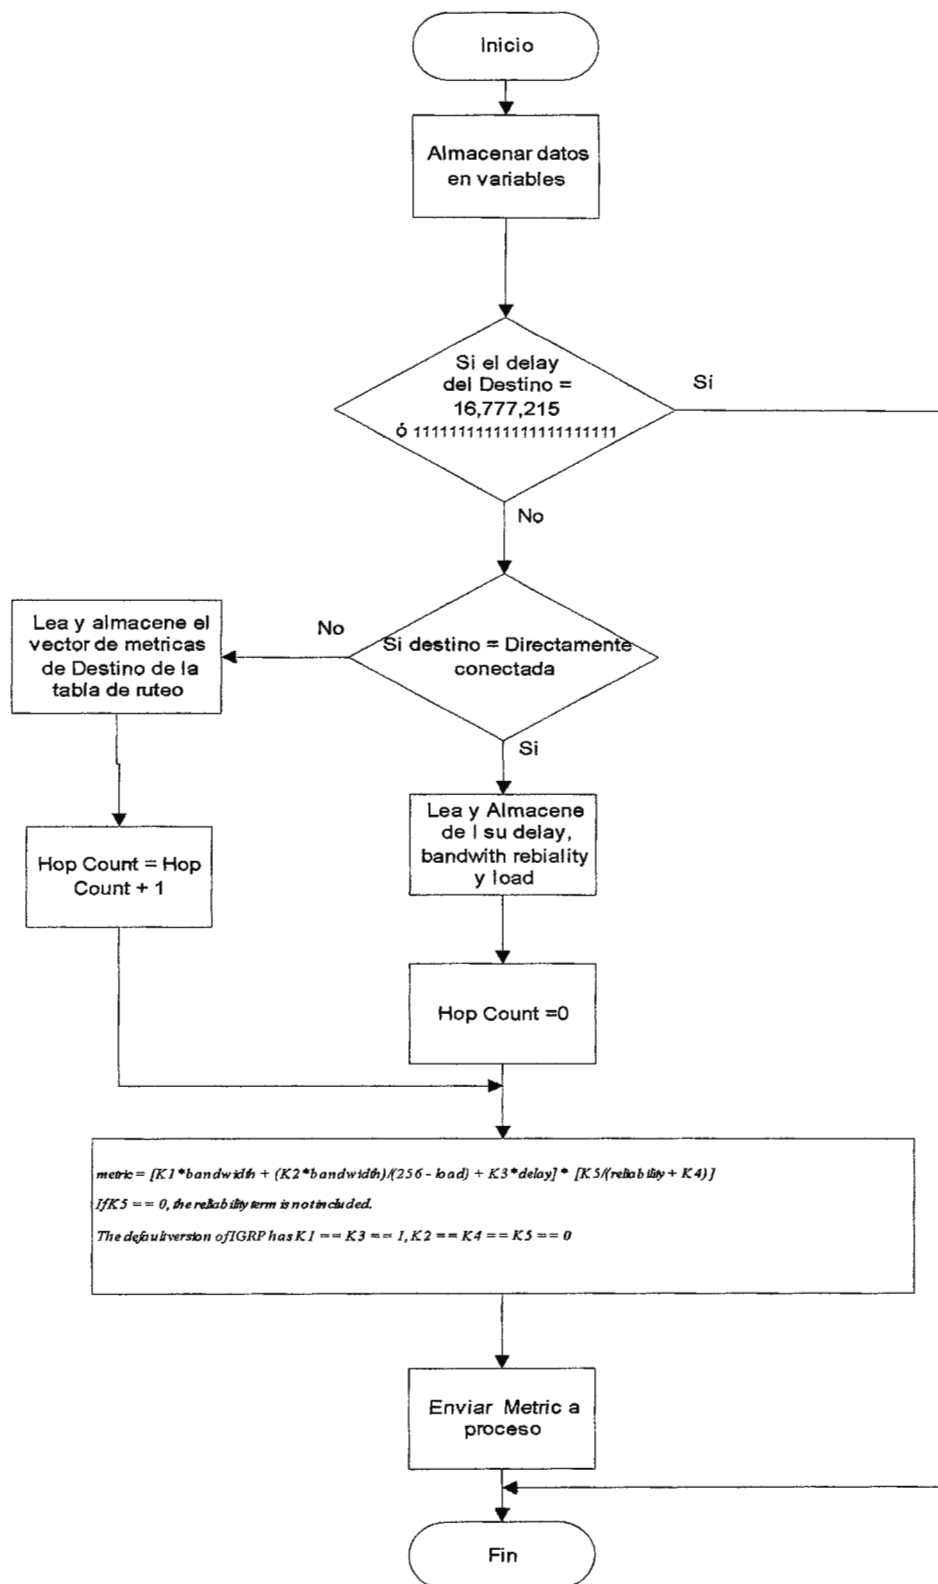 Inicio
Almacenar datos
en variables
Si el delay
del Destino =
16,777,215
ó 111111111111111111111111
Sí
No
Si destino = Directamente
conectada
No
Lea y almacene el
vector de metricas
de Destino de la
tabla de ruteo
Si
Lea y Almacene
de I su delay,
bandwith rebiality
y load
Hop Count = Hop
Count + 1
Hop Count =0
metric = [K1*bandwidth + (K2*bandwidth)/(256 - load) + K3*delay] * [K5/(reliability + K4)]
If K5 == 0, the reliability term is not included.
The default version of IGRP has K1 == K3 == 1, K2 == K4 == K5 == 0
Enviar Metric a
proceso
Fin